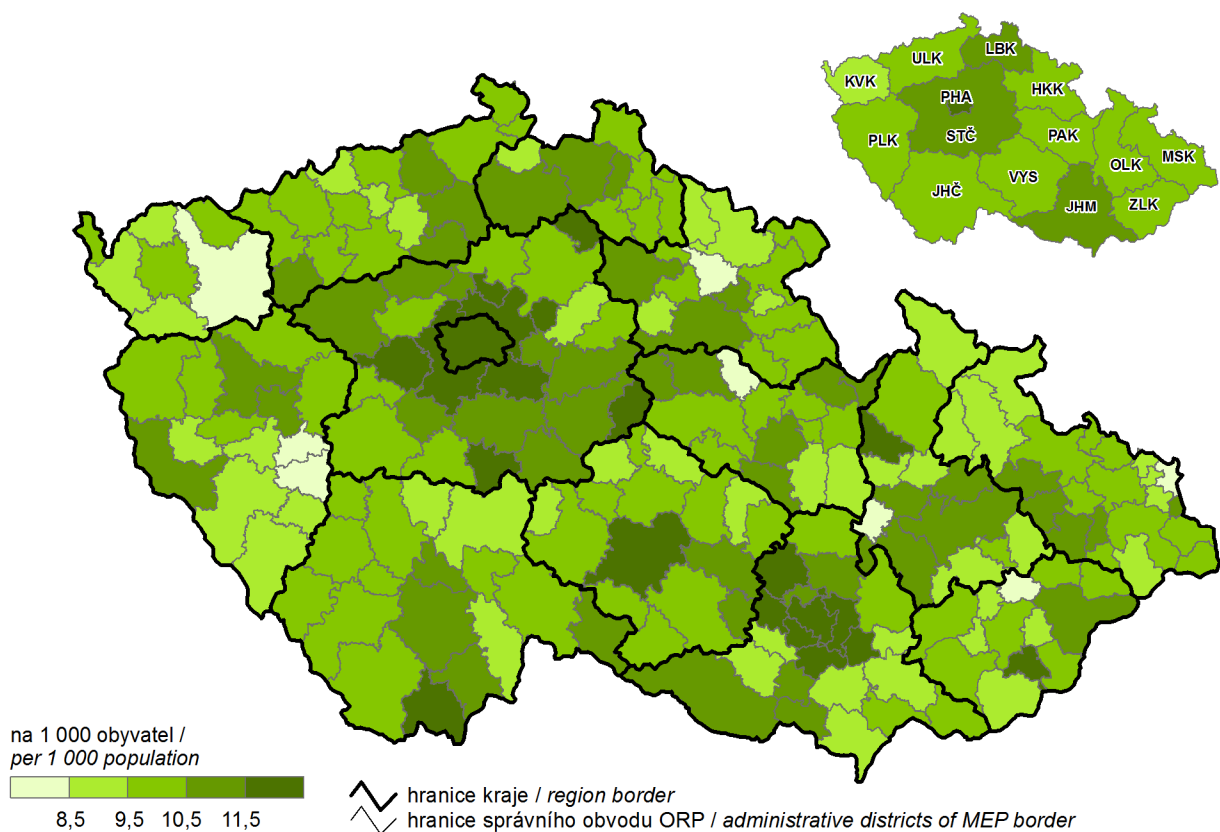 LBK
ULK
KVK
HKK
PHA
STČ
PLK
PAK
MSK
OLK
VYS
JHČ
ZLK
JHM
na 1 000 obyvatel /
per 1 000 population
8,5 9,5 10,5 11,5
hranice kraje / region border
hranice správního obvodu ORP / administrative districts of MEP border